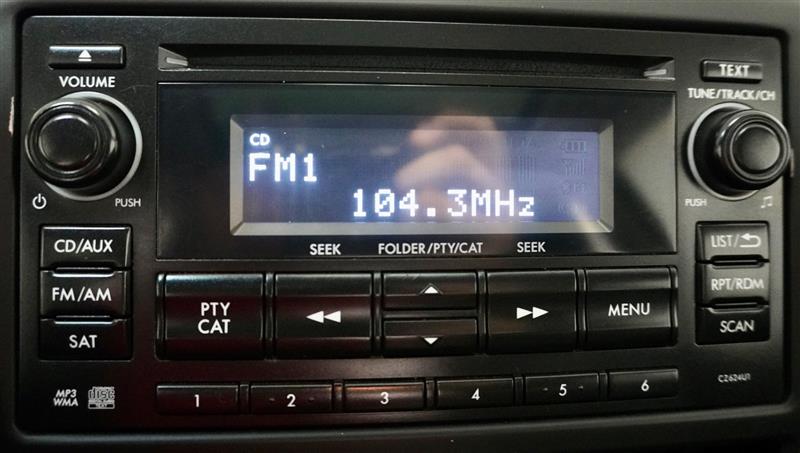 TEXT
VOLUME
TUNE/TRACK/CH
CD
FM1
104.3MHz
PUSH
PUSH
SEEK
FOLDER/PTY/CAT
SEEK
CD/AUX
LIST/
FM/AM
PTY
CAT
MENU
RPT/RDM
SAT
SCAN
MP3
WMA
1
2
3
4
5
6
CZ624U1